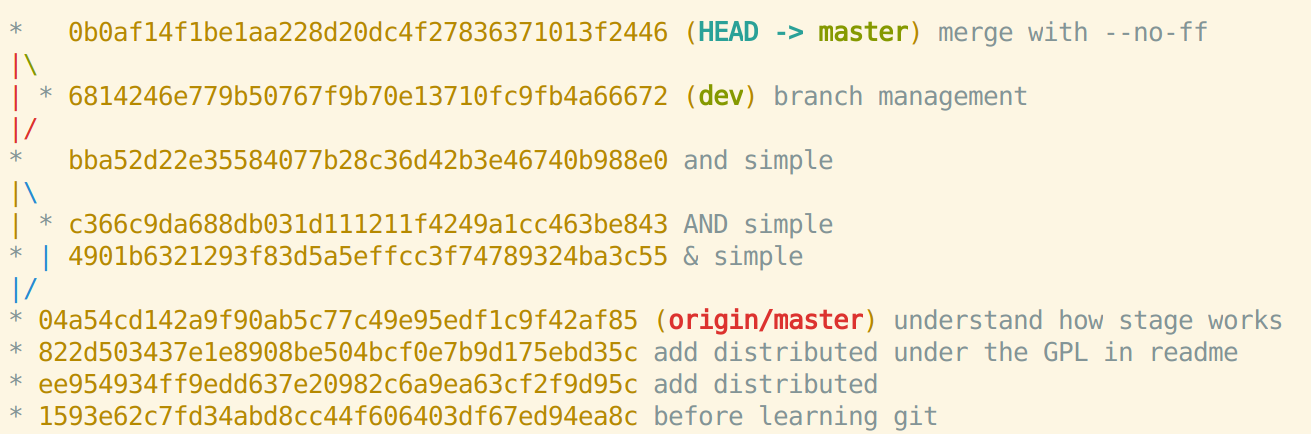 *   0b0af14f1be1aa228d20dc4f27836371013f2446 (HEAD -> master) merge with --no-ff
|\
| * 6814246e779b50767f9b70e13710fc9fb4a66672 (dev) branch management
|/
*   bba52d22e35584077b28c36d42b3e46740b988e0 and simple
|\
| * c366c9da688db031d111211f4249a1cc463be843 AND simple
* | 4901b6321293f83d5a5effcc3f74789324ba3c55 & simple
|/
* 04a54cd142a9f90ab5c77c49e95edf1c9f42af85 (origin/master) understand how stage works
* 822d503437e1e8908be504bcf0e7b9d175ebd35c add distributed under the GPL in readme
* ee954934ff9edd637e20982c6a9ea63cf2f9d95c add distributed
* 1593e62c7fd34abd8cc44f606403df67ed94ea8c before learning git